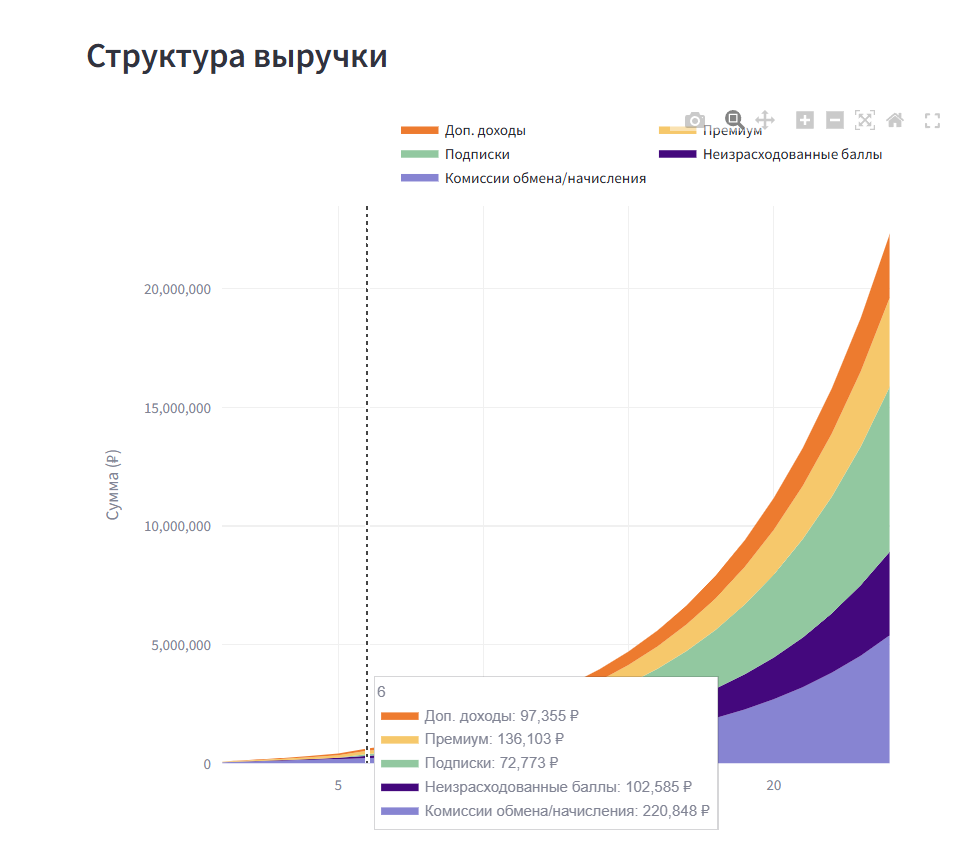 Структура выручки
Доп. доходы
Премиум
Подписки
Неизрасходованные баллы
Комиссии обмена/начисления
Сумма (₽)
20,000,000
15,000,000
10,000,000
5,000,000
0
5
20
6
Доп. доходы: 97,355 ₽
Премиум: 136,103 ₽
Подписки: 72,773 ₽
Неизрасходованные баллы: 102,585 ₽
Комиссии обмена/начисления: 220,848 ₽